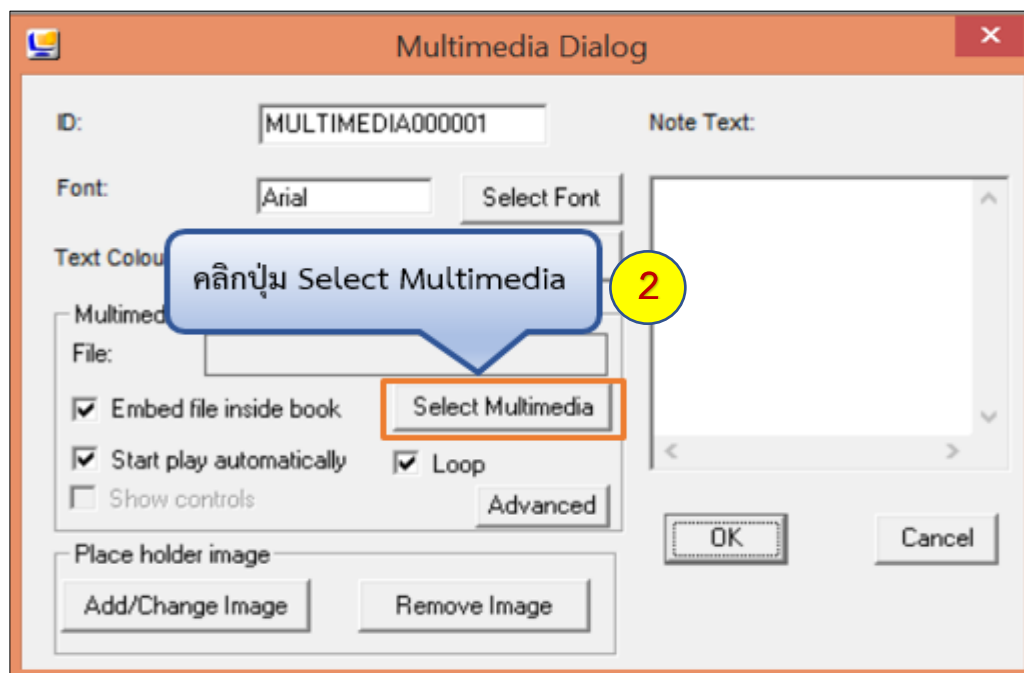 Multimedia Dialog
ID: MULTIMEDIA000001 Note Text:
Font: Arial Select Font
Text Colou
คลิกปุ่ม Select Multimedia 2
Multimed
File:
Embed file inside book Select Multimedia
Start play automatically Loop
Show controls Advanced
OK Cancel
Place holder image
Add/Change Image Remove Image